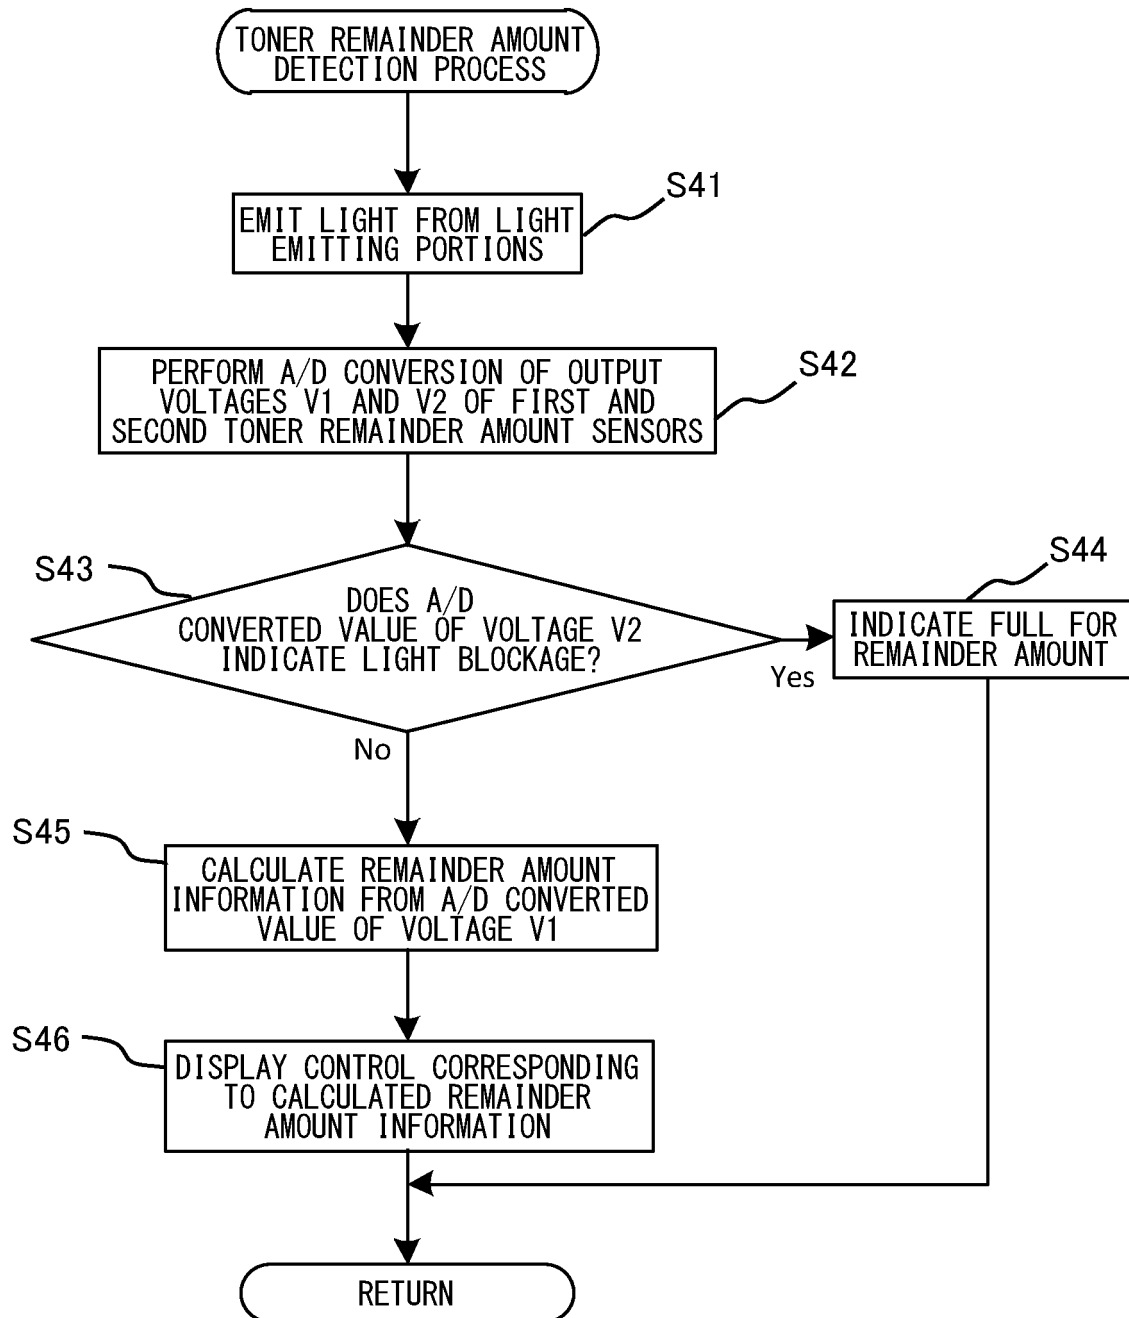 TONER REMAINDER AMOUNT
DETECTION PROCESS
S41
EMIT LIGHT FROM LIGHT
EMITTING PORTIONS
S42
PERFORM A/D CONVERSION OF OUTPUT
VOLTAGES V1 AND V2 OF FIRST AND
SECOND TONER REMAINDER AMOUNT SENSORS
S43
DOES A/D
CONVERTED VALUE OF VOLTAGE V2
INDICATE LIGHT BLOCKAGE?
Yes
S44
INDICATE FULL FOR
REMAINDER AMOUNT
No
S45
CALCULATE REMAINDER AMOUNT
INFORMATION FROM A/D CONVERTED
VALUE OF VOLTAGE V1
S46
DISPLAY CONTROL CORRESPONDING
TO CALCULATED REMAINDER
AMOUNT INFORMATION
RETURN